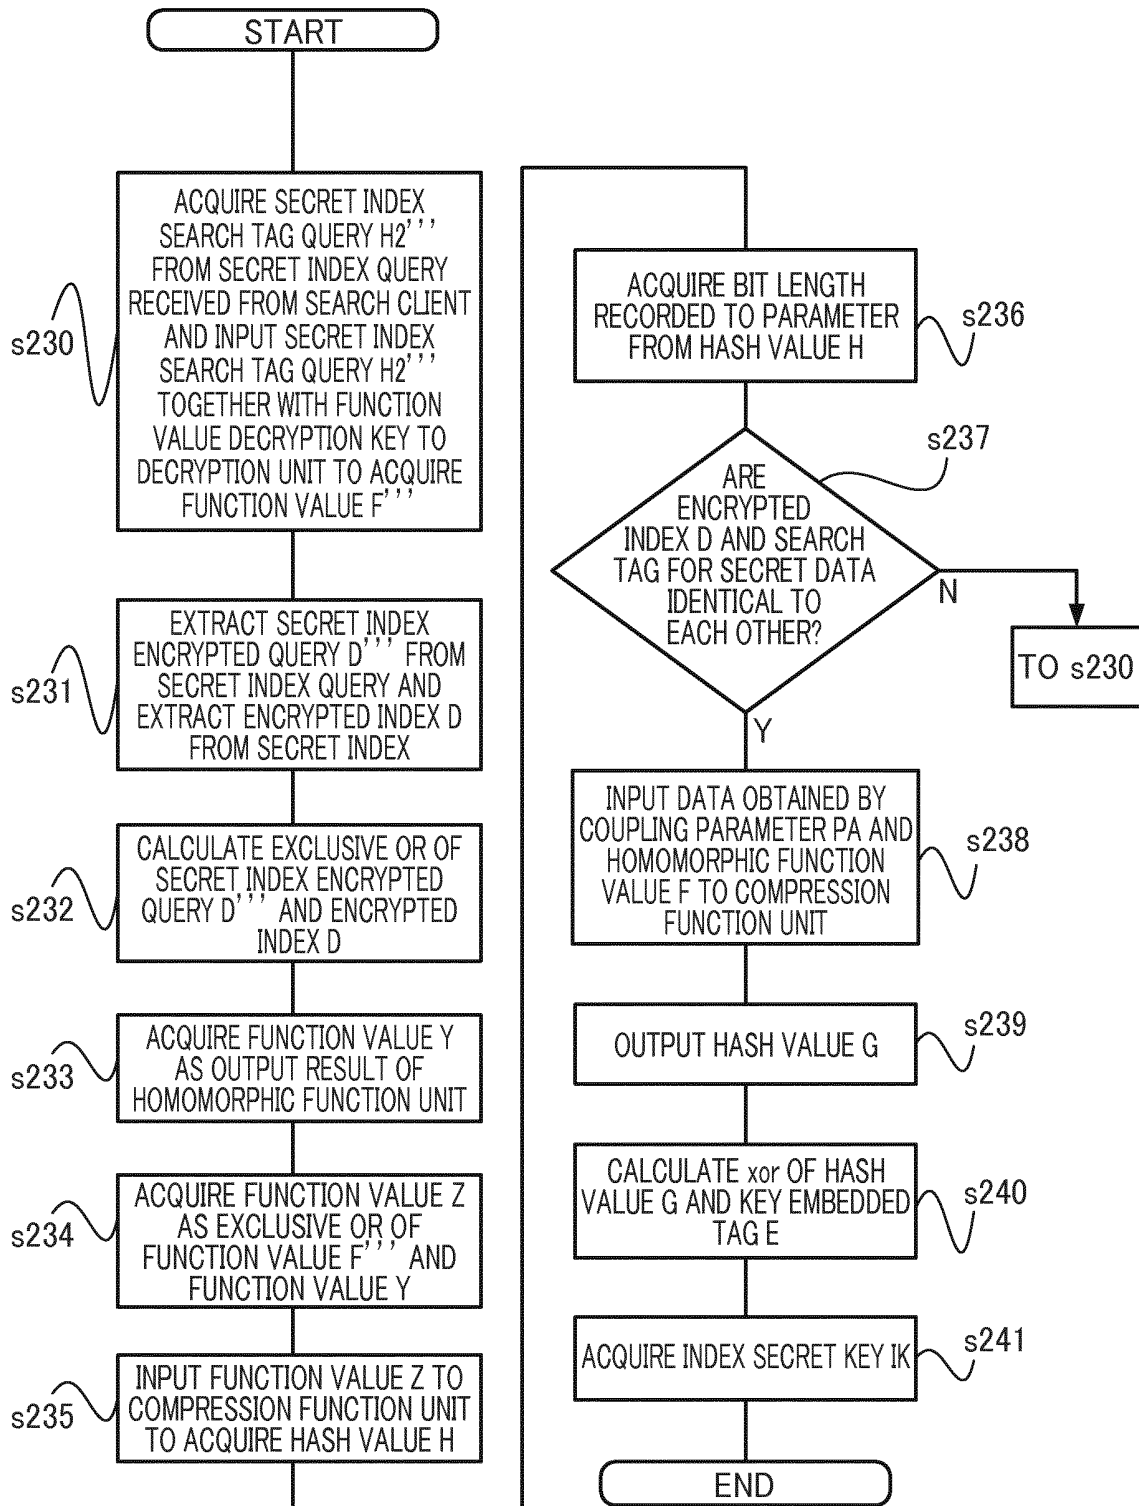 START
ACQUIRE SECRET INDEX
SEARCH TAG QUERY H2'''
FROM SECRET INDEX QUERY
RECEIVED FROM SEARCH CLIENT
AND INPUT SECRET INDEX
SEARCH TAG QUERY H2'''
TOGETHER WITH FUNCTION
VALUE DECRYPTION KEY TO
DECRYPTION UNIT TO ACQUIRE
FUNCTION VALUE F'''
s230
EXTRACT SECRET INDEX
ENCRYPTED QUERY D''' FROM
SECRET INDEX QUERY AND
EXTRACT ENCRYPTED INDEX D
FROM SECRET INDEX
s231
CALCULATE EXCLUSIVE OR OF
SECRET INDEX ENCRYPTED
QUERY D''' AND ENCRYPTED
INDEX D
s232
ACQUIRE FUNCTION VALUE Y
AS OUTPUT RESULT OF
HOMOMORPHIC FUNCTION UNIT
s233
ACQUIRE FUNCTION VALUE Z
AS EXCLUSIVE OR OF
FUNCTION VALUE F''' AND
FUNCTION VALUE Y
s234
INPUT FUNCTION VALUE Z TO
COMPRESSION FUNCTION UNIT
TO ACQUIRE HASH VALUE H
s235
ACQUIRE BIT LENGTH
RECORDED TO PARAMETER
FROM HASH VALUE H
s236
ARE
ENCRYPTED
INDEX D AND SEARCH
TAG FOR SECRET DATA
IDENTICAL TO
EACH OTHER?
s237
N
TO s230
Y
INPUT DATA OBTAINED BY
COUPLING PARAMETER PA AND
HOMOMORPHIC FUNCTION
VALUE F TO COMPRESSION
FUNCTION UNIT
s238
OUTPUT HASH VALUE G
s239
CALCULATE xor OF HASH
VALUE G AND KEY EMBEDDED
TAG E
s240
ACQUIRE INDEX SECRET KEY IK
s241
END